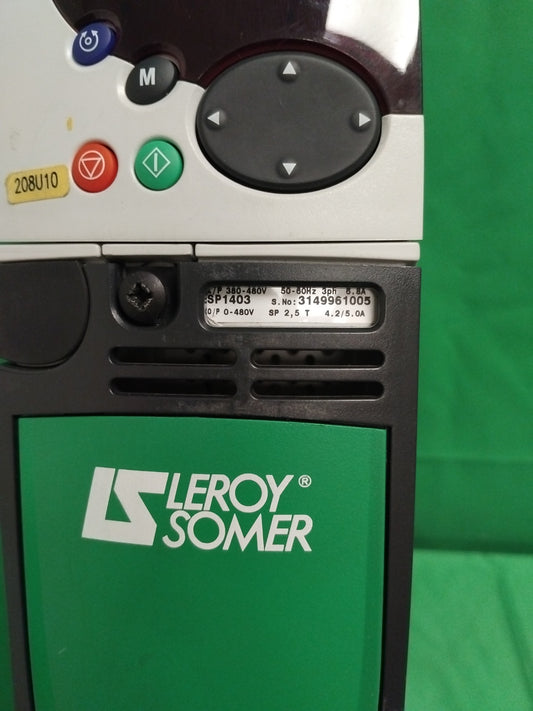 M
208U10
I/P 380-480V 50-60Hz 3ph 6.8A
SP1403 S.No: 3149961005
O/P 0-480V SP 2,5 T 4.2/5.0A
LEROY®
SOMER